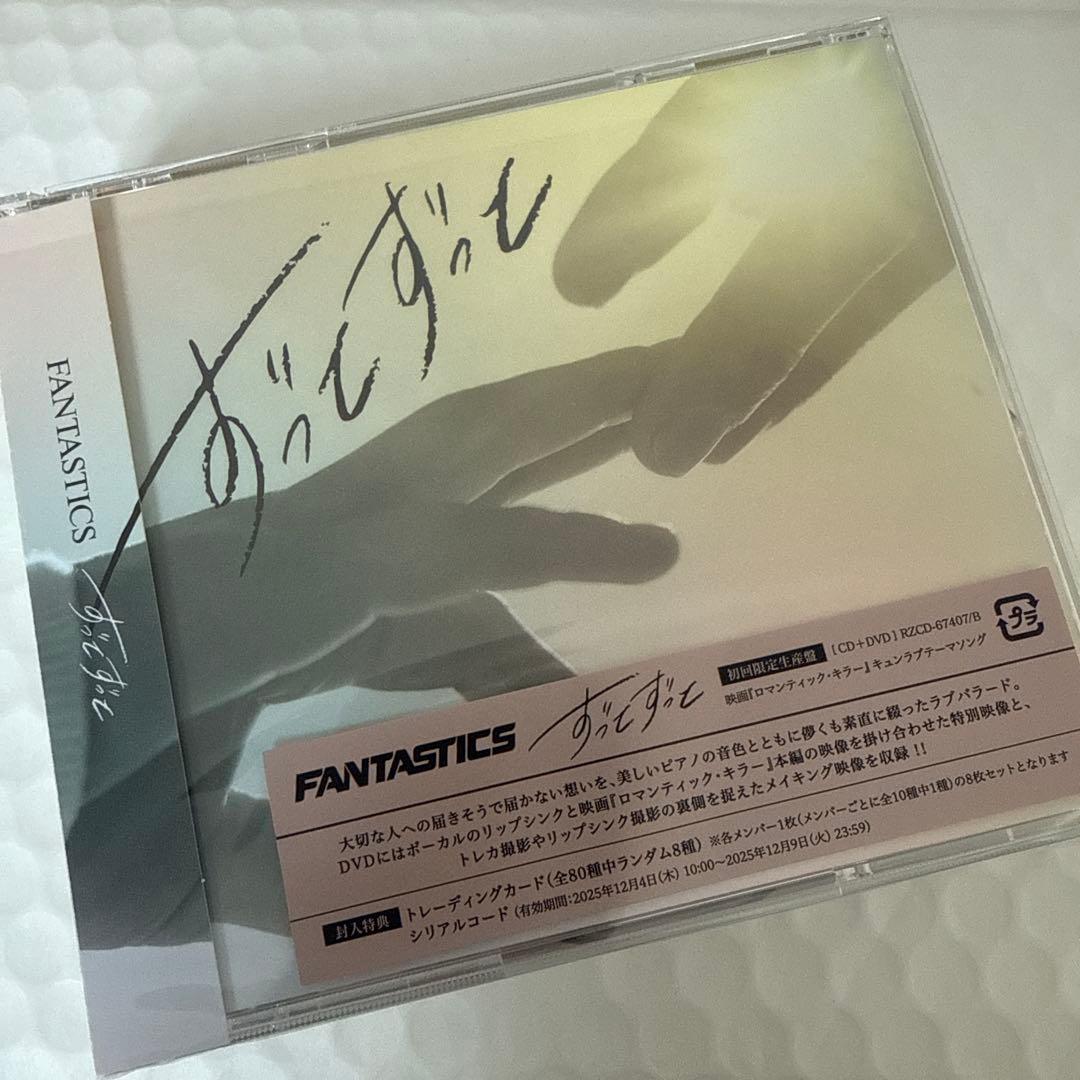 ずっとずっと
FANTASTICS ずっとずっと
FANTASTICS ずっとずっと 初回限定生産盤 [CD+DVD] RZCD-67407/B
映画『ロマンティック・キラー』キュンラブテーマソング
プラ
大切な人への届きそうで届かない想いを、美しいピアノの音色とともに儚くも素直に綴ったラブバラード。
DVDにはボーカルのリップシンクと映画『ロマンティック・キラー』本編の映像を掛け合わせた特別映像と、
トレカ撮影やリップシンク撮影の裏側を捉えたメイキング映像を収録!!
封入特典 トレーディングカード(全80種中ランダム8種) ※各メンバー1枚(メンバーごとに全10種中1種)の8枚セットとなります
シリアルコード(有効期間:2025年12月4日(木) 10:00〜2025年12月9日(火) 23:59)